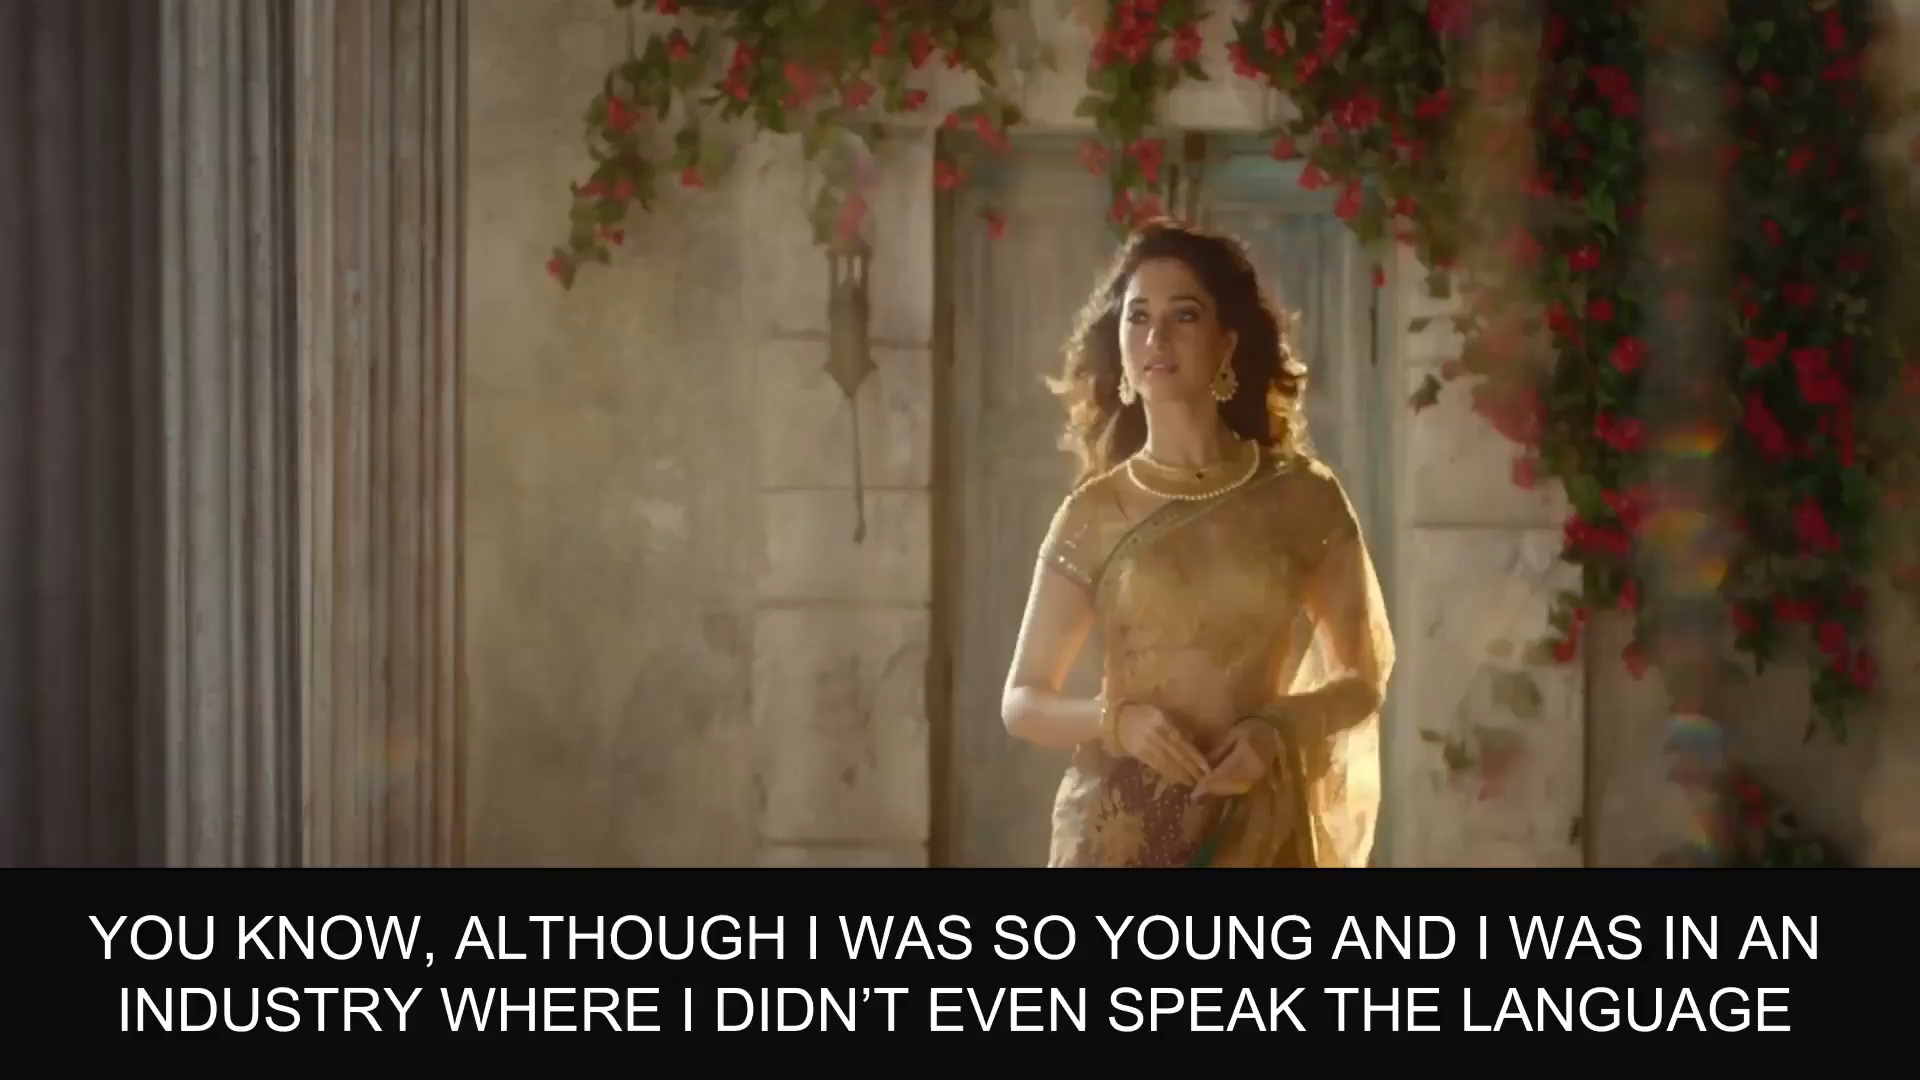 YOU KNOW, ALTHOUGH I WAS SO YOUNG AND I WAS IN AN
INDUSTRY WHERE I DIDN’T EVEN SPEAK THE LANGUAGE